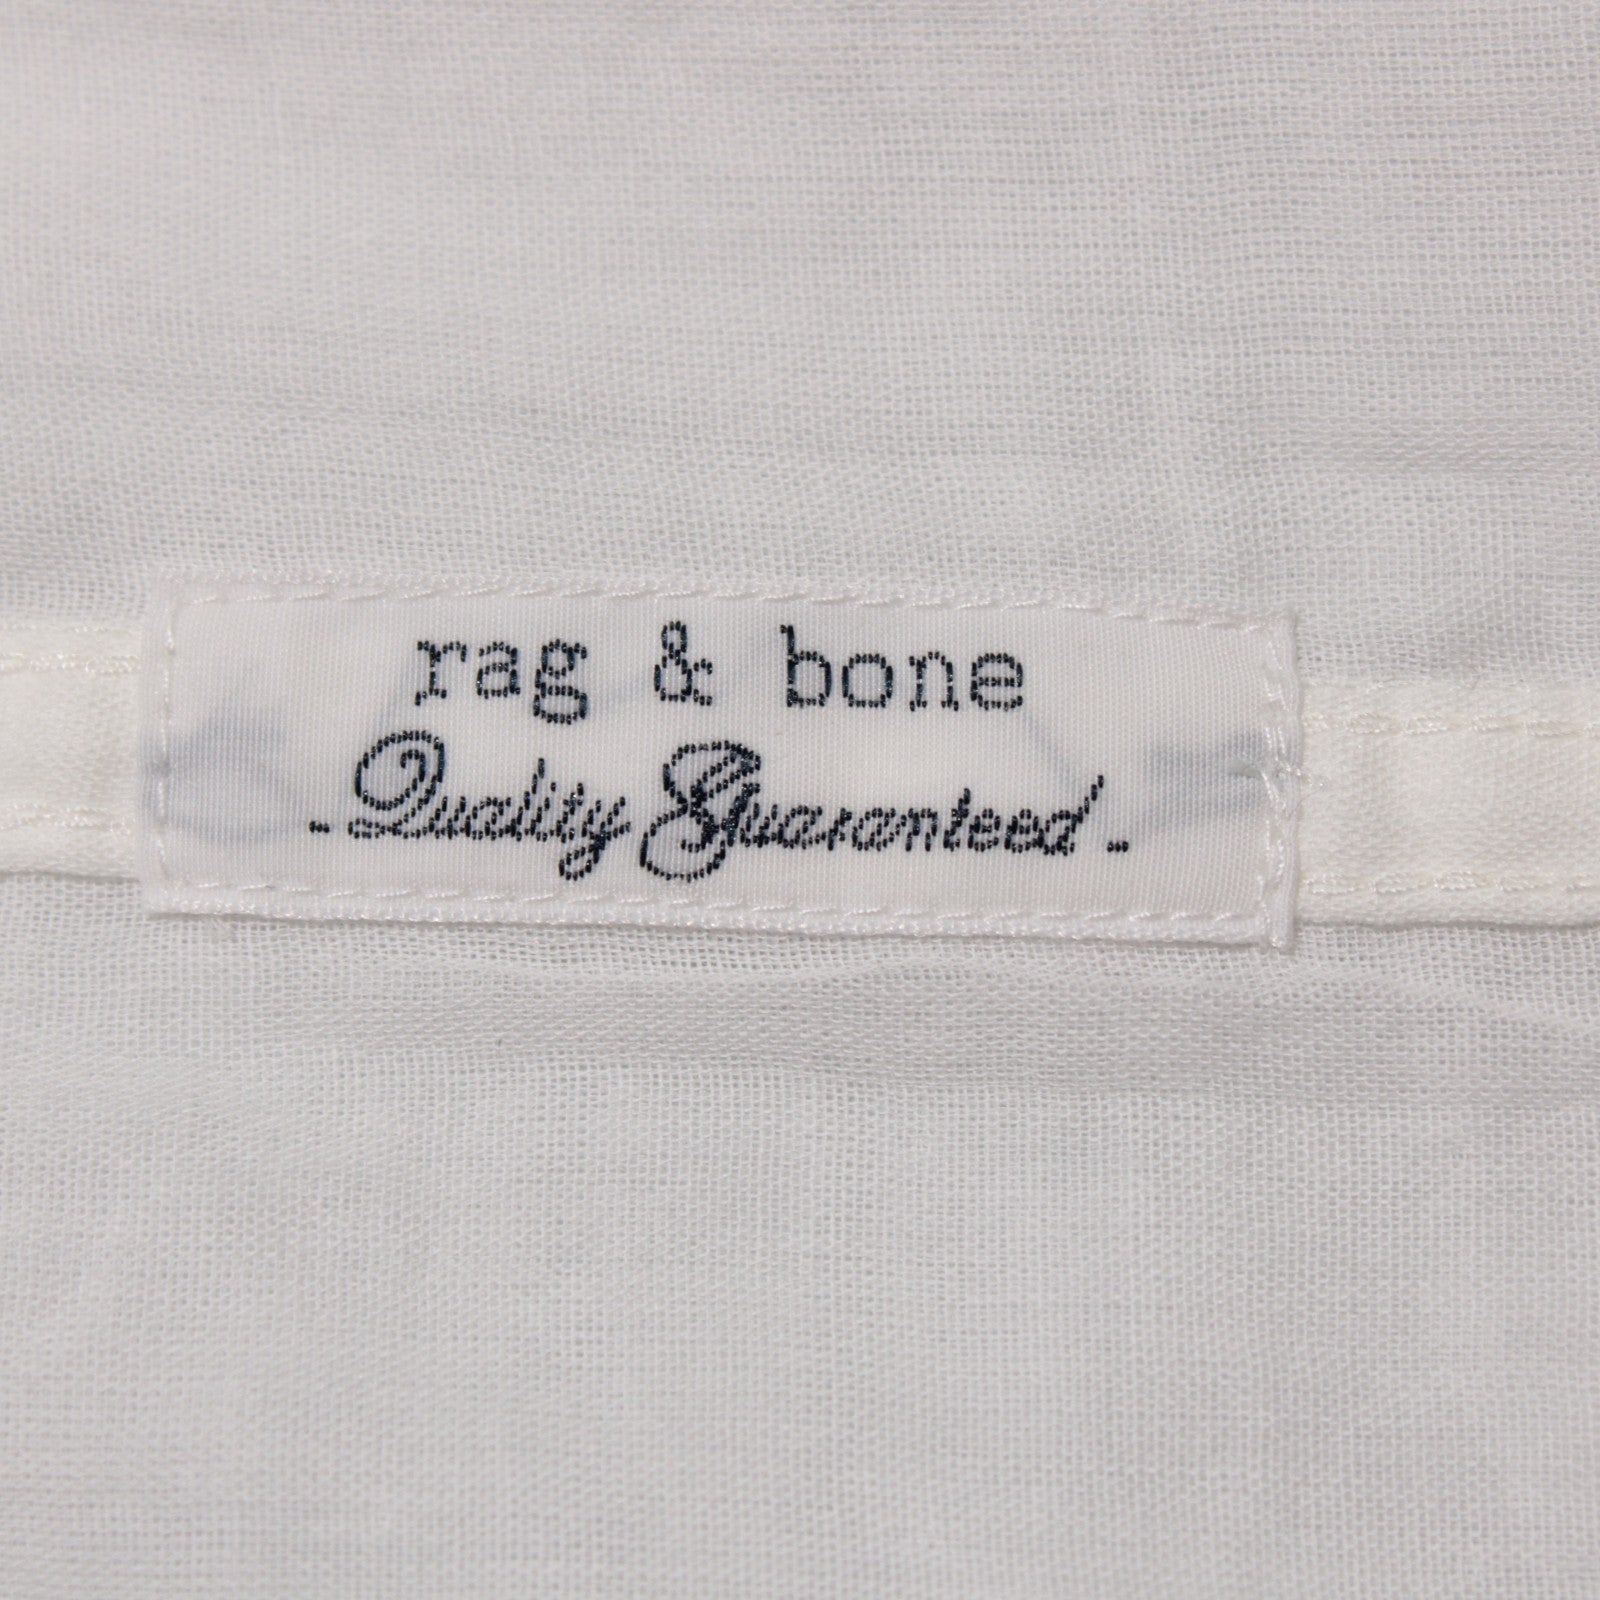 rag & bone
- Quality Guaranteed -